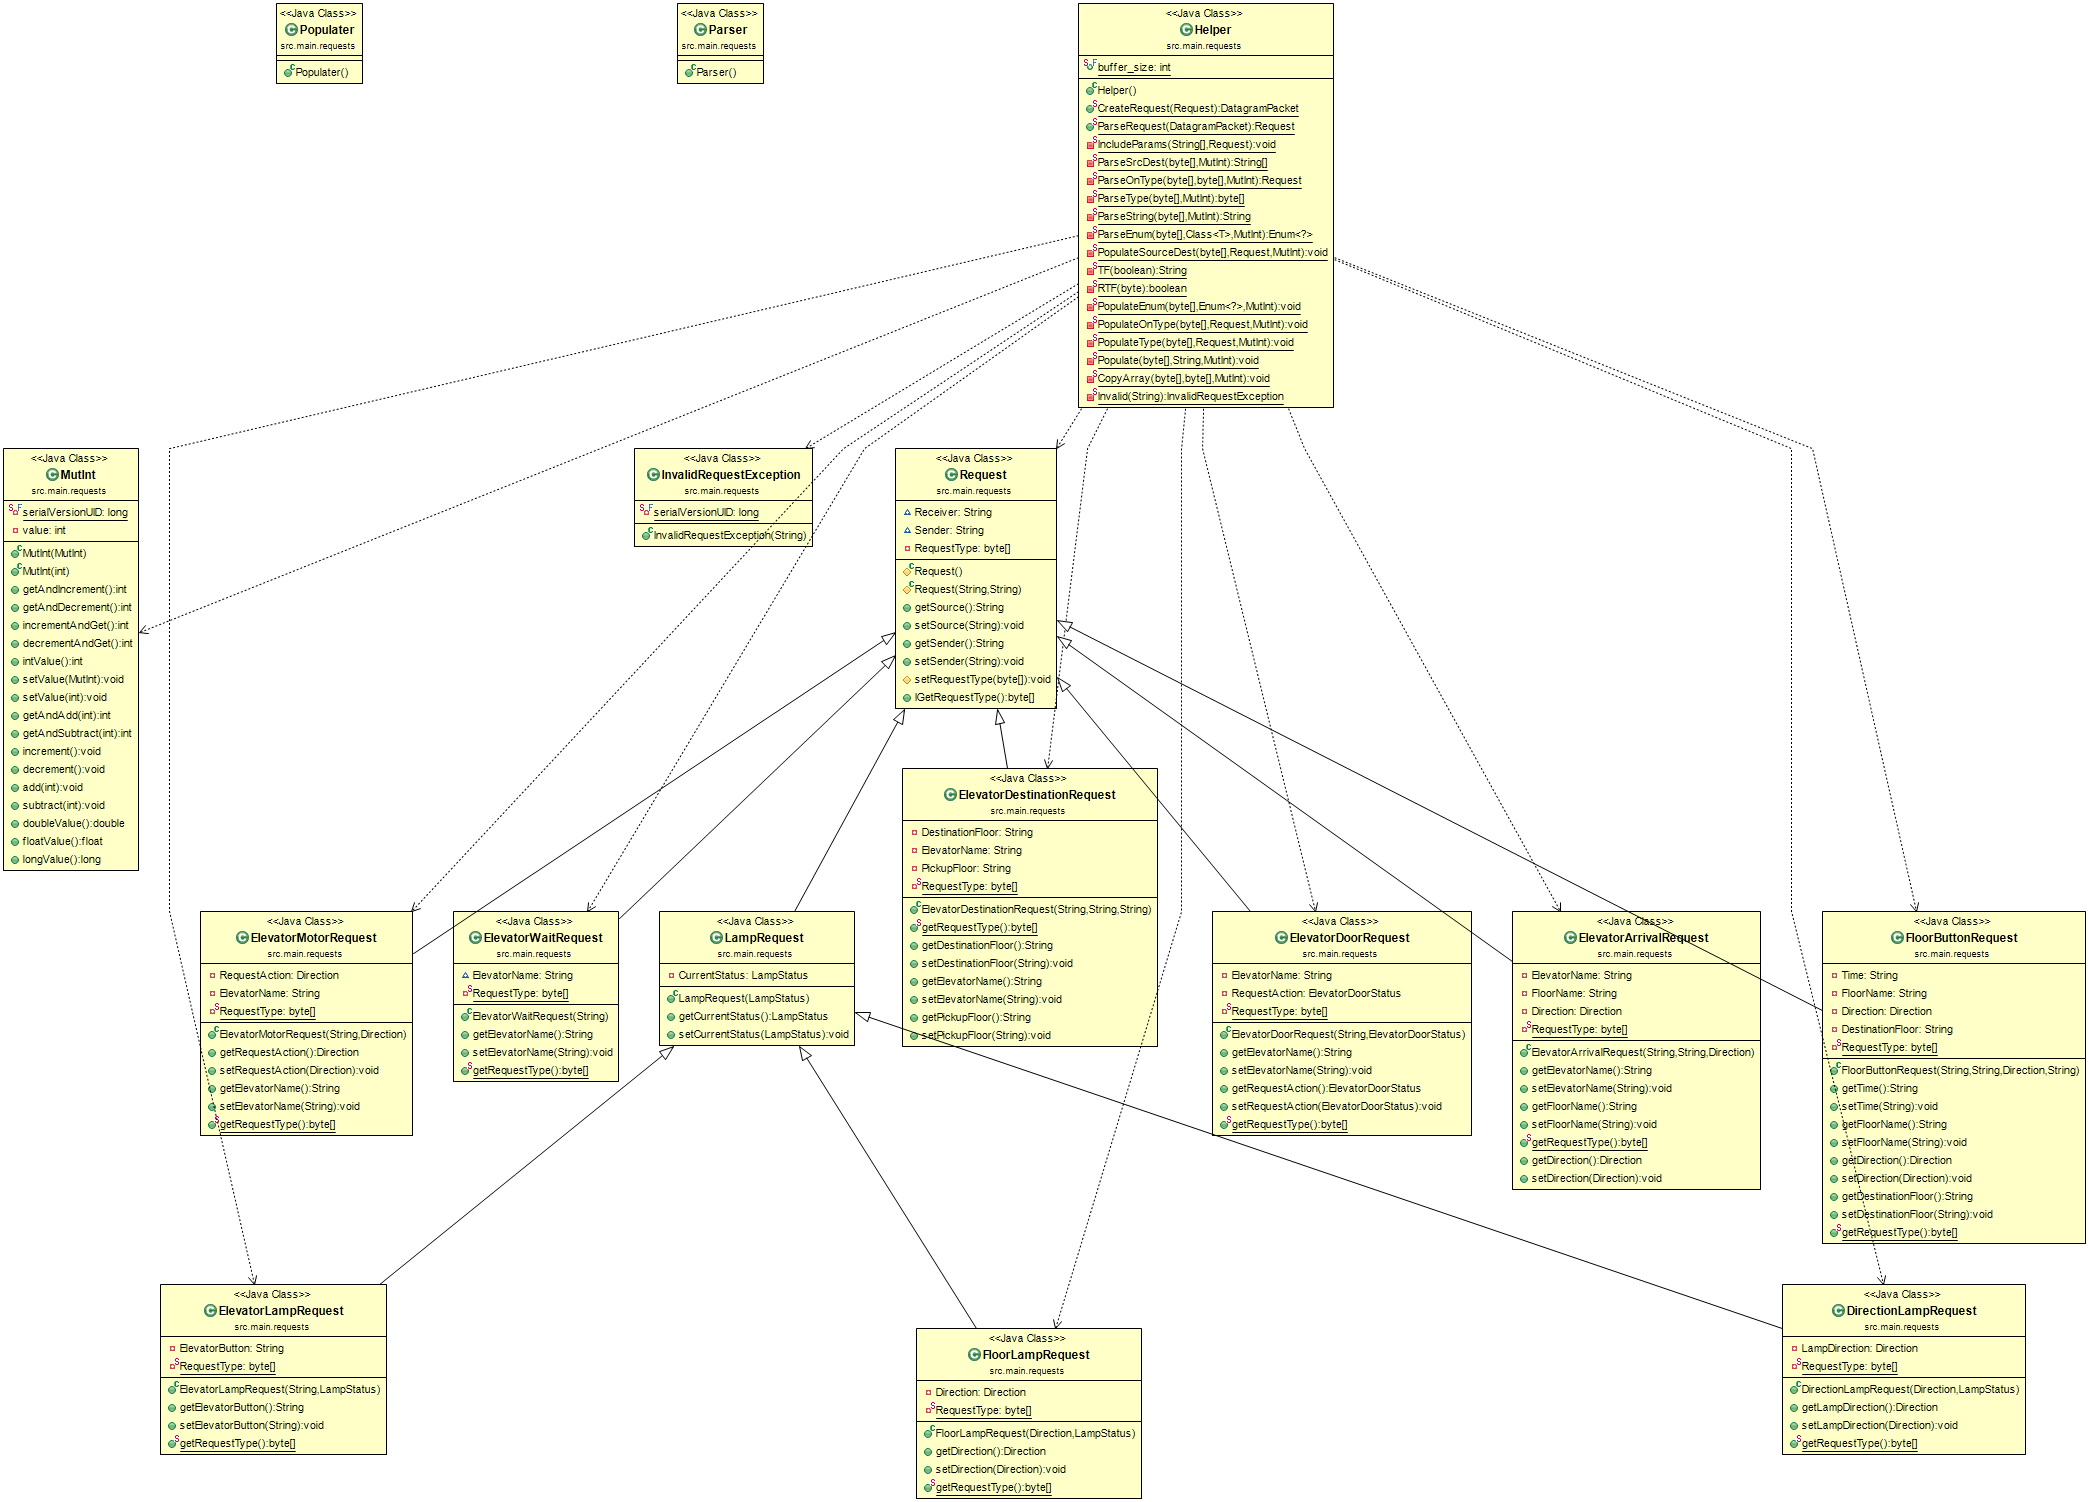 <<Java Class>>
Populater
src.main.requests
Populater()
<<Java Class>>
Parser
src.main.requests
Parser()
<<Java Class>>
Helper
src.main.requests
buffer_size: int
Helper()
CreateRequest(Request):DatagramPacket
ParseRequest(DatagramPacket):Request
IncludeParams(String[],Request):void
ParseSrcDest(byte[],MutInt):String[]
ParseOnType(byte[],byte[],MutInt):Request
ParseType(byte[],MutInt):byte[]
ParseString(byte[],MutInt):String
ParseEnum(byte[],Class<T>,MutInt):Enum<?>
PopulateSourceDest(byte[],Request,MutInt):void
TF(boolean):String
RTF(byte):boolean
PopulateEnum(byte[],Enum<?>,MutInt):void
PopulateOnType(byte[],Request,MutInt):void
PopulateType(byte[],Request,MutInt):void
Populate(byte[],String,MutInt):void
CopyArray(byte[],byte[],MutInt):void
Invalid(String):InvalidRequestException
<<Java Class>>
MutInt
src.main.requests
serialVersionUID: long
value: int
MutInt(MutInt)
MutInt(int)
getAndIncrement():int
getAndDecrement():int
incrementAndGet():int
decrementAndGet():int
intValue():int
setValue(MutInt):void
setValue(int):void
getAndAdd(int):int
getAndSubtract(int):int
increment():void
decrement():void
add(int):void
subtract(int):void
doubleValue():double
floatValue():float
longValue():long
<<Java Class>>
InvalidRequestException
src.main.requests
serialVersionUID: long
InvalidRequestException(String)
<<Java Class>>
Request
src.main.requests
Receiver: String
Sender: String
RequestType: byte[]
Request()
Request(String,String)
getSource():String
setSource(String):void
getSender():String
setSender(String):void
setRequestType(byte[]):void
IGetRequestType():byte[]
<<Java Class>>
ElevatorDestinationRequest
src.main.requests
DestinationFloor: String
ElevatorName: String
PickupFloor: String
RequestType: byte[]
ElevatorDestinationRequest(String,String,String)
getRequestType():byte[]
getDestinationFloor():String
setDestinationFloor(String):void
getElevatorName():String
setElevatorName(String):void
getPickupFloor():String
setPickupFloor(String):void
<<Java Class>>
ElevatorMotorRequest
src.main.requests
RequestAction: Direction
ElevatorName: String
RequestType: byte[]
ElevatorMotorRequest(String,Direction)
getRequestAction():Direction
setRequestAction(Direction):void
getElevatorName():String
setElevatorName(String):void
getRequestType():byte[]
<<Java Class>>
ElevatorWaitRequest
src.main.requests
ElevatorName: String
RequestType: byte[]
ElevatorWaitRequest(String)
getElevatorName():String
setElevatorName(String):void
getRequestType():byte[]
<<Java Class>>
LampRequest
src.main.requests
CurrentStatus: LampStatus
LampRequest(LampStatus)
getCurrentStatus():LampStatus
setCurrentStatus(LampStatus):void
<<Java Class>>
ElevatorDoorRequest
src.main.requests
ElevatorName: String
RequestAction: ElevatorDoorStatus
RequestType: byte[]
ElevatorDoorRequest(String,ElevatorDoorStatus)
getElevatorName():String
setElevatorName(String):void
getRequestAction():ElevatorDoorStatus
setRequestAction(ElevatorDoorStatus):void
getRequestType():byte[]
<<Java Class>>
ElevatorArrivalRequest
src.main.requests
ElevatorName: String
FloorName: String
Direction: Direction
RequestType: byte[]
ElevatorArrivalRequest(String,String,Direction)
getElevatorName():String
setElevatorName(String):void
getFloorName():String
setFloorName(String):void
getRequestType():byte[]
getDirection():Direction
setDirection(Direction):void
<<Java Class>>
FloorButtonRequest
src.main.requests
Time: String
FloorName: String
Direction: Direction
DestinationFloor: String
RequestType: byte[]
FloorButtonRequest(String,String,Direction,String)
getTime():String
setTime(String):void
getFloorName():String
setFloorName(String):void
getDirection():Direction
setDirection(Direction):void
getDestinationFloor():String
setDestinationFloor(String):void
getRequestType():byte[]
<<Java Class>>
ElevatorLampRequest
src.main.requests
ElevatorButton: String
RequestType: byte[]
ElevatorLampRequest(String,LampStatus)
getElevatorButton():String
setElevatorButton(String):void
getRequestType():byte[]
<<Java Class>>
FloorLampRequest
src.main.requests
Direction: Direction
RequestType: byte[]
FloorLampRequest(Direction,LampStatus)
getDirection():Direction
setDirection(Direction):void
getRequestType():byte[]
<<Java Class>>
DirectionLampRequest
src.main.requests
LampDirection: Direction
RequestType: byte[]
DirectionLampRequest(Direction,LampStatus)
getLampDirection():Direction
setLampDirection(Direction):void
getRequestType():byte[]